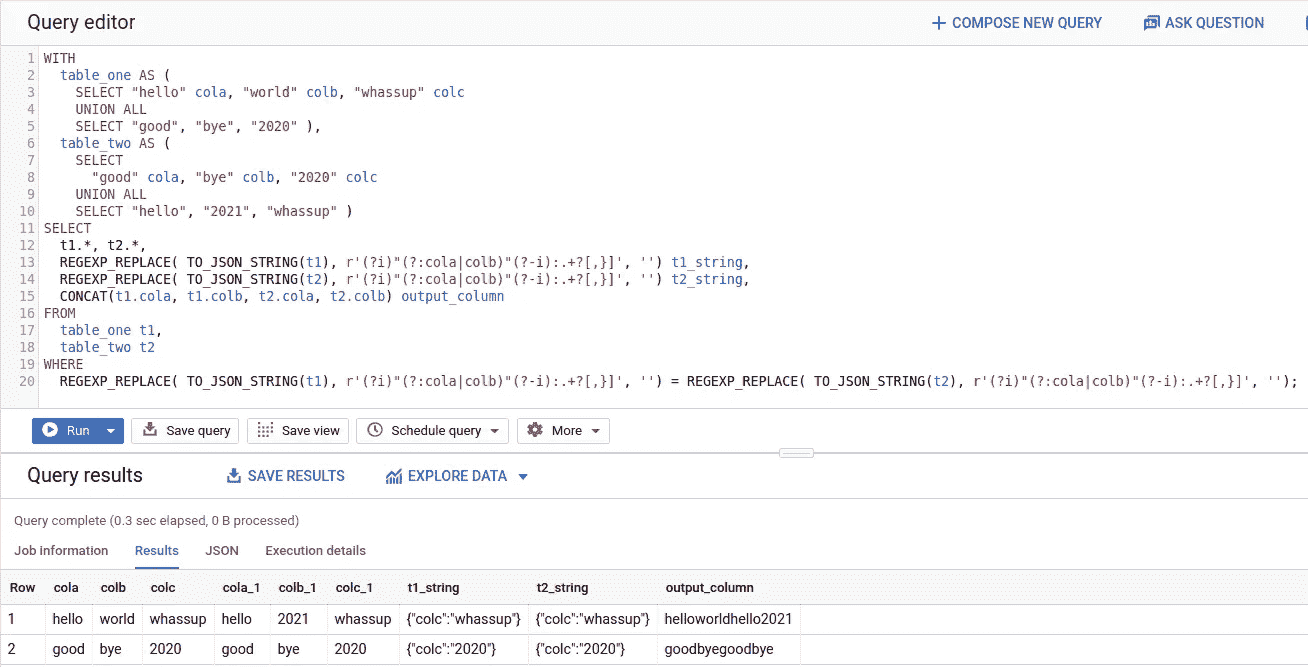 Query editor
COMPOSE NEW QUERY
ASK QUESTION
1 WITH
2 table_one AS (
3 SELECT "hello" cola, "world" colb, "whassup" colc
4 UNION ALL
5 SELECT "good", "bye", "2020" ),
6 table_two AS (
7 SELECT
8 "good" cola, "bye" colb, "2020" colc
9 UNION ALL
10 SELECT "hello", "2021", "whassup" )
11 SELECT
12 t1.*, t2.*,
13 REGEXP_REPLACE( TO_JSON_STRING(t1), r'(?i)"(?:cola|colb)"(?-i):.+?[,}]', '') t1_string,
14 REGEXP_REPLACE( TO_JSON_STRING(t2), r'(?i)"(?:cola|colb)"(?-i):.+?[,}]', '') t2_string,
15 CONCAT(t1.cola, t1.colb, t2.cola, t2.colb) output_column
16 FROM
17 table_one t1,
18 table_two t2
19 WHERE
20 REGEXP_REPLACE( TO_JSON_STRING(t1), r'(?i)"(?:cola|colb)"(?-i):.+?[,}]', '') = REGEXP_REPLACE( TO_JSON_STRING(t2), r'(?i)"(?:cola|colb)"(?-i):.+?[,}]', '');
Run Save query Save view Schedule query More
Query results SAVE RESULTS EXPLORE DATA
Query complete (0.3 sec elapsed, 0 B processed)
Job information Results JSON Execution details
Row cola colb colc cola_1 colb_1 colc_1 t1_string t2_string output_column
1 hello world whassup hello 2021 whassup {"colc":"whassup"} {"colc":"whassup"} helloworldhello2021
2 good bye 2020 good bye 2020 {"colc":"2020"} {"colc":"2020"} goodbyegoodbye